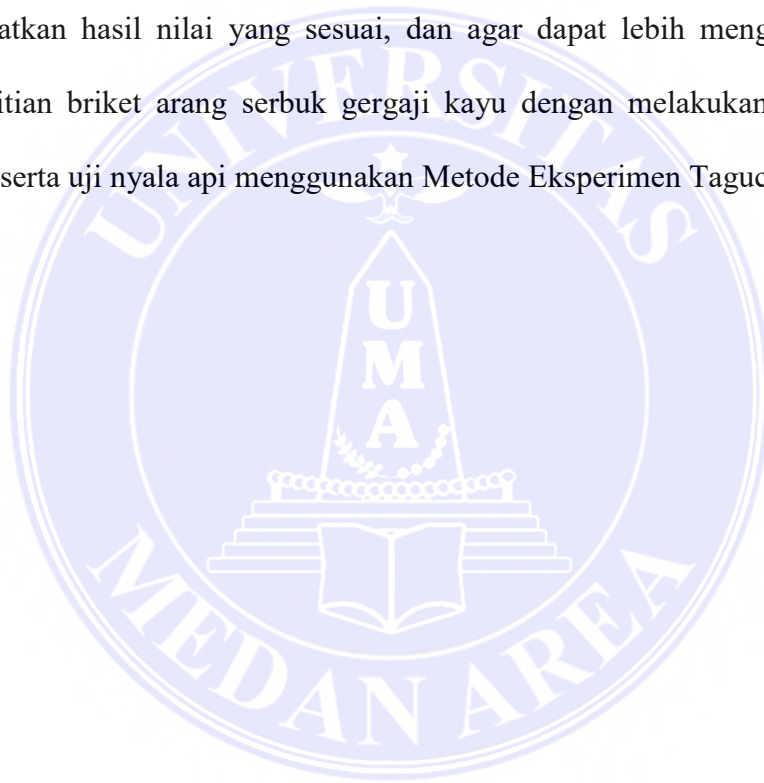 atkan hasil nilai yang sesuai, dan agar dapat lebih meng
itian briket arang serbuk gergaji kayu dengan melakukan
serta uji nyala api menggunakan Metode Eksperimen Taguc
UNIVERSITAS
U
M
A
MEDAN AREA